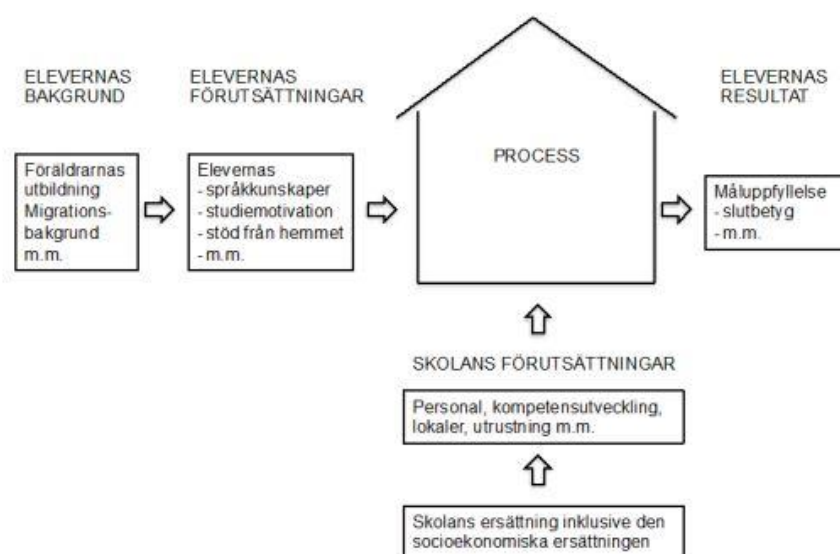 ELEVERNAS
BAKGRUND
Föräldrarnas
utbildning
Migrations-
bakgrund
m.m.
ELEVERNAS
FÖRUTSÄTTNINGAR
Elevernas
- språkkunskaper
- studiemotivation
- stöd från hemmet
- m.m.
PROCESS
ELEVERNAS
RESULTAT
Måluppfyllelse
- slutbetyg
- m.m.
SKOLANS FÖRUTSÄTTNINGAR
Personal, kompetensutveckling,
lokaler, utrustning m.m.
Skolans ersättning inklusive den
socioekonomiska ersättningen